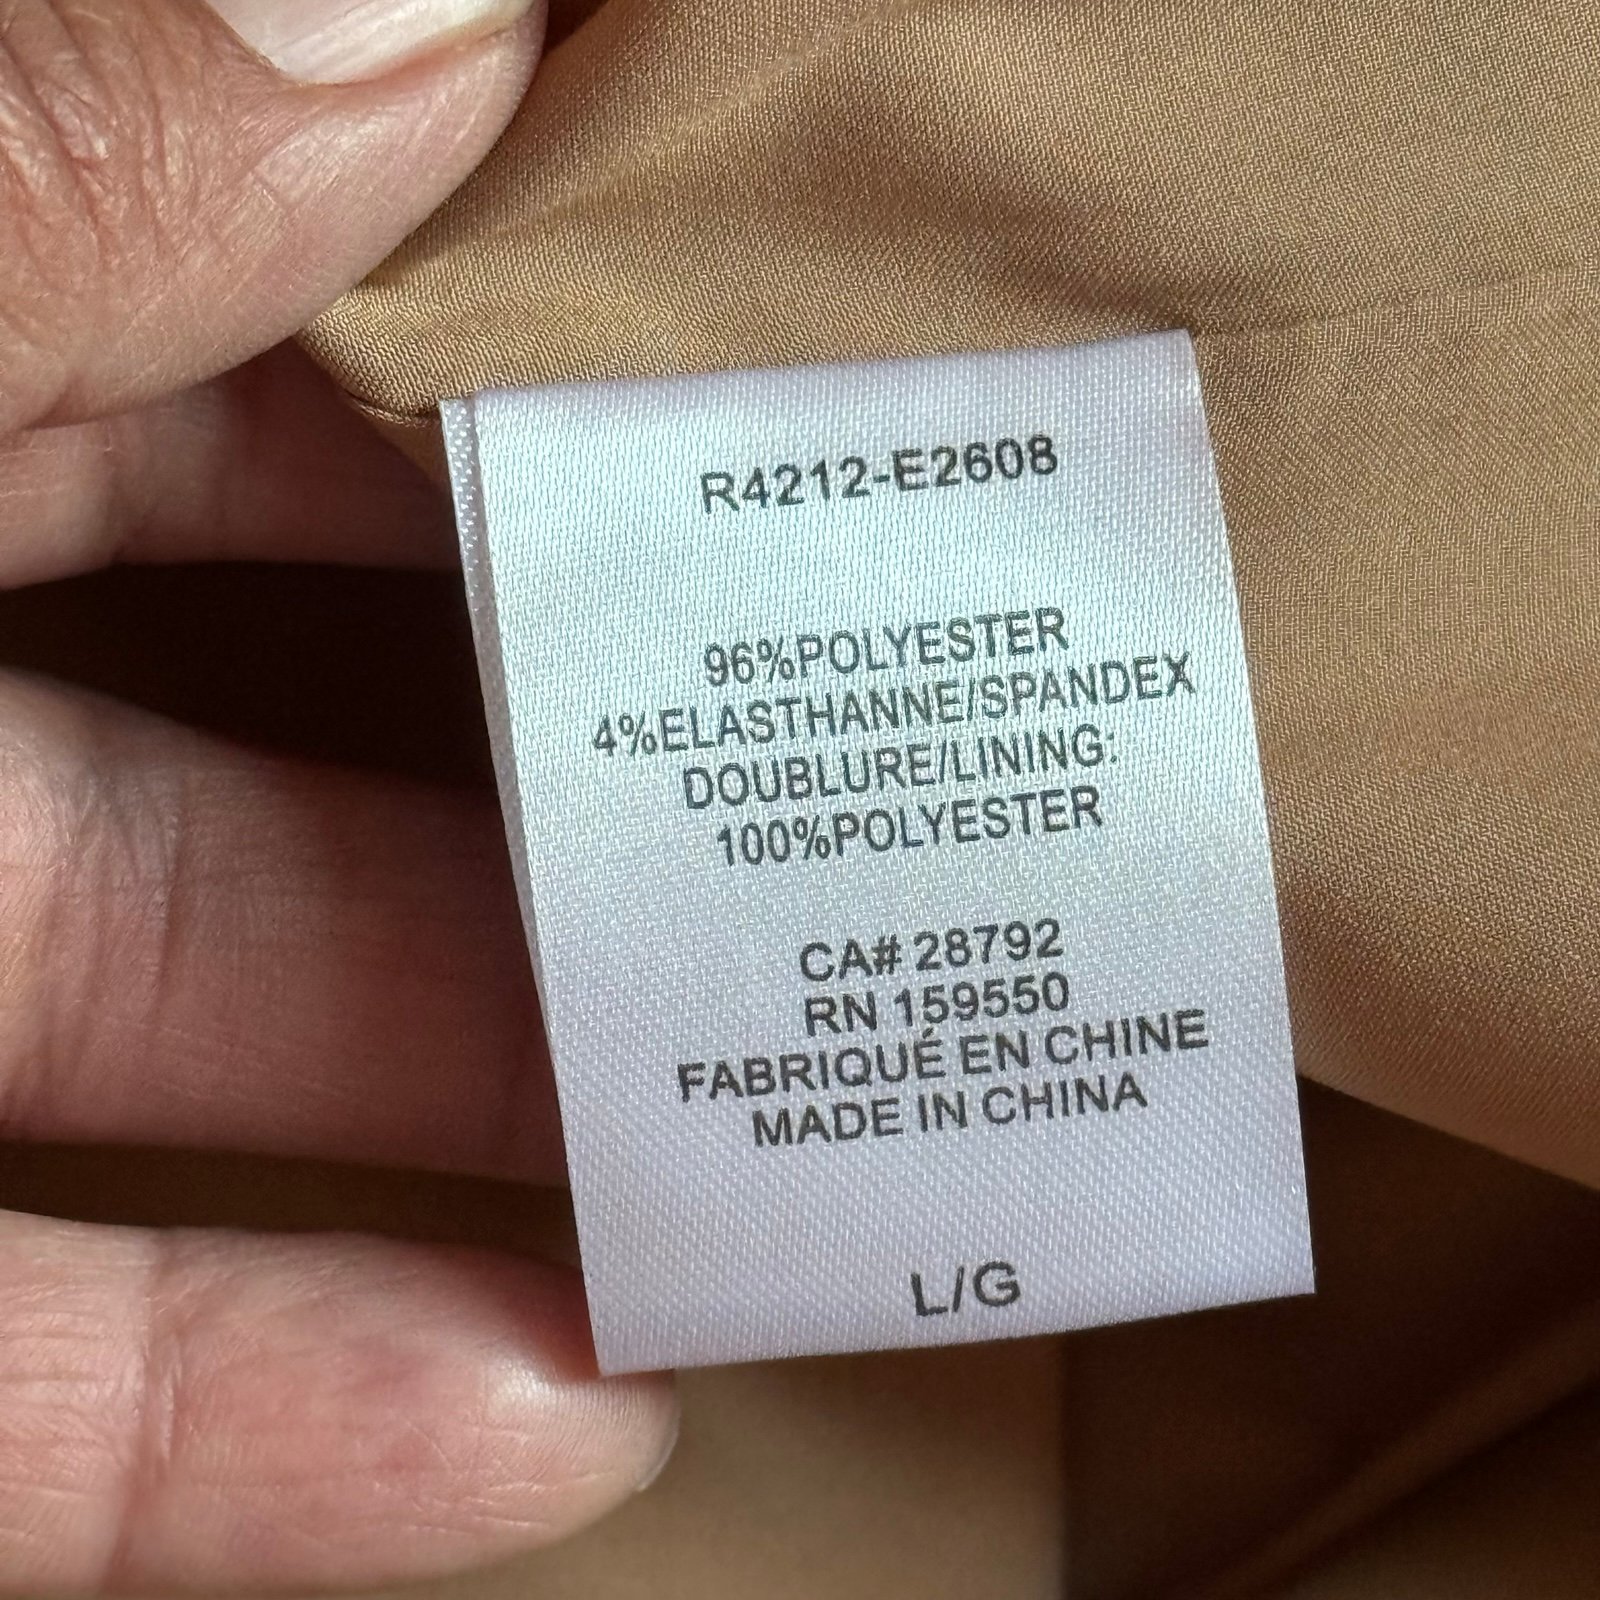 R4212-E2608
96%POLYESTER
4%ELASTHANNE/SPANDEX
DOUBLURE/LINING:
100%POLYESTER
CA# 28792
RN 159550
FABRIQUÉ EN CHINE
MADE IN CHINA
L/G